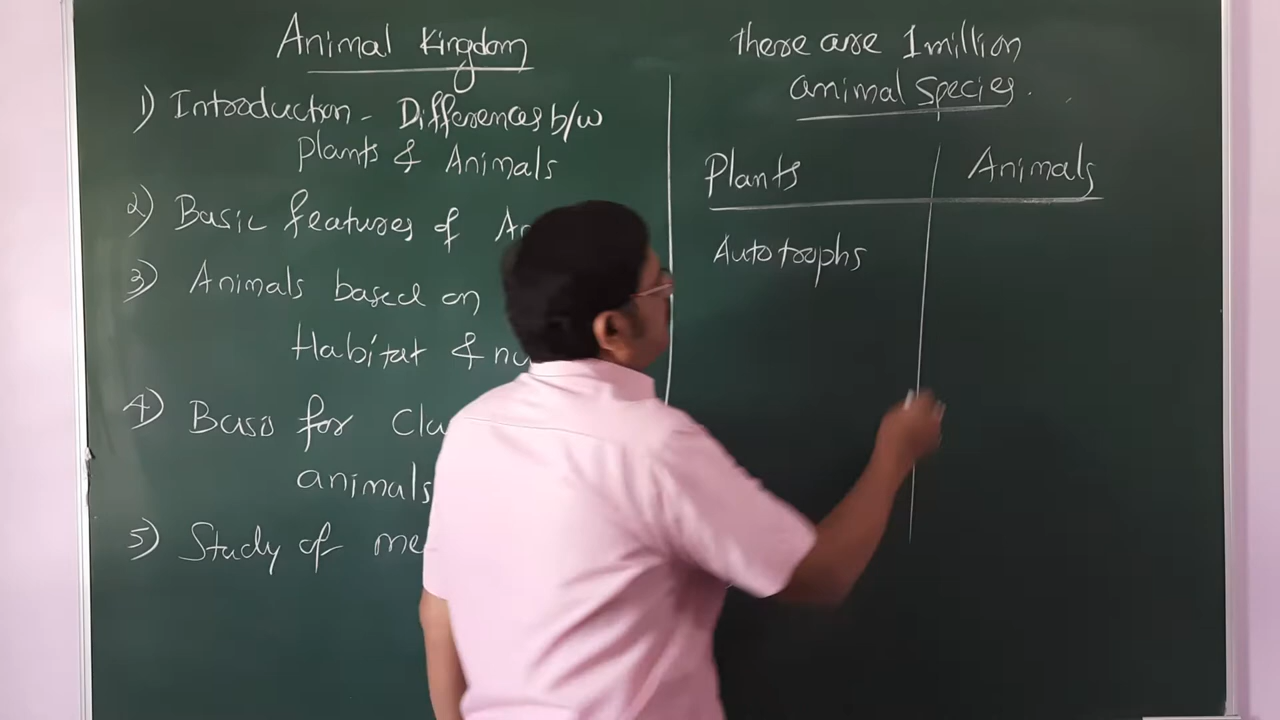 Animal Kingdom
1) Introduction - Differences b/w
Plants & Animals
2) Basic features of
3) Animals based on
Habitat &
4) Basis for
animals
5) Study of
There are 1 million
animal species.
Plants
Animals
Autotrophs